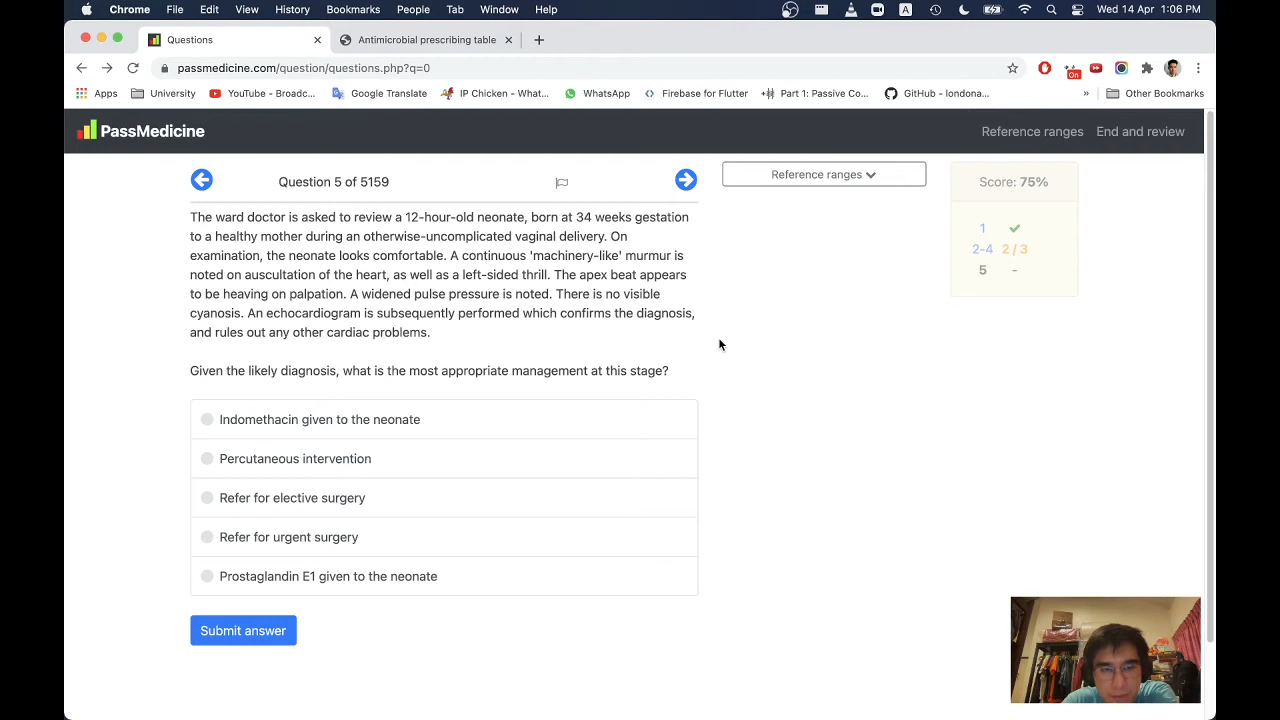 Chrome File Edit View History Bookmarks People Tab Window Help
A Wed 14 Apr 1:06 PM
Questions
Antimicrobial prescribing table
passmedicine.com/question/questions.php?q=0
On
Apps University YouTube - Broadc... Google Translate IP Chicken - What... WhatsApp Firebase for Flutter Part 1: Passive Co... GitHub - londona... » Other Bookmarks
PassMedicine
Reference ranges End and review
Question 5 of 5159
Reference ranges
Score: 75%
The ward doctor is asked to review a 12-hour-old neonate, born at 34 weeks gestation
to a healthy mother during an otherwise-uncomplicated vaginal delivery. On
examination, the neonate looks comfortable. A continuous 'machinery-like' murmur is
noted on auscultation of the heart, as well as a left-sided thrill. The apex beat appears
to be heaving on palpation. A widened pulse pressure is noted. There is no visible
cyanosis. An echocardiogram is subsequently performed which confirms the diagnosis,
and rules out any other cardiac problems.
1
2-4 2 / 3
5 -
Given the likely diagnosis, what is the most appropriate management at this stage?
Indomethacin given to the neonate
Percutaneous intervention
Refer for elective surgery
Refer for urgent surgery
Prostaglandin E1 given to the neonate
Submit answer